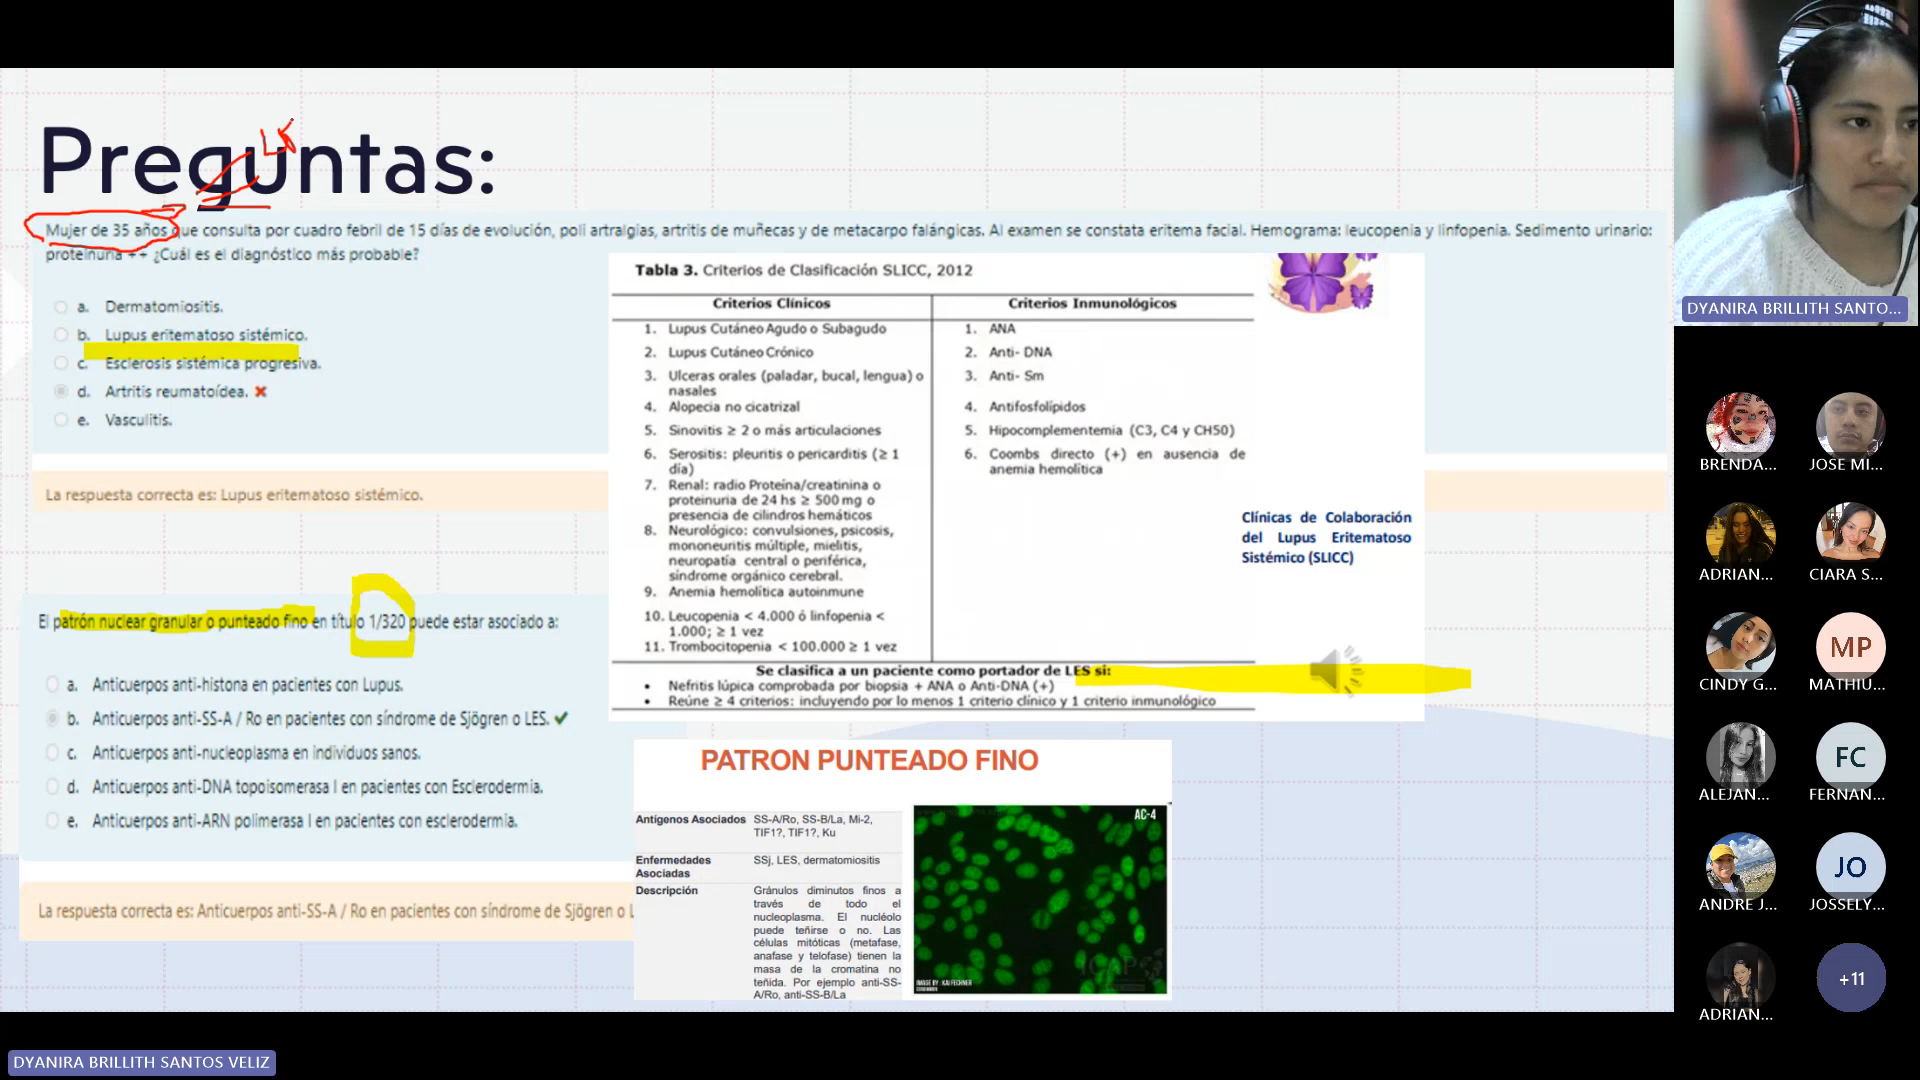 Preguntas:
LS
Mujer de 35 años que consulta por cuadro febril de 15 días de evolución, poli artralgias, artritis de muñecas y de metacarpo falángicas. Al examen se constata eritema facial. Hemograma: leucopenia y linfopenia. Sedimento urinario:
proteinuria ++ ¿Cuál es el diagnóstico más probable?
a. Dermatomiositis.
b. Lupus eritematoso sistémico.
c. Esclerosis sistémica progresiva.
d. Artritis reumatoídea.
e. Vasculitis.
La respuesta correcta es: Lupus eritematoso sistémico.
Tabla 3. Criterios de Clasificación SLICC, 2012
Criterios Clínicos
1. Lupus Cutáneo Agudo o Subagudo
2. Lupus Cutáneo Crónico
3. Ulceras orales (paladar, bucal, lengua) o
nasales
4. Alopecia no cicatrizal
5. Sinovitis ≥ 2 o más articulaciones
6. Serositis: pleuritis o pericarditis (≥ 1
día)
7. Renal: radio Proteína/creatinina o
proteinuria de 24 hs ≥ 500 mg o
presencia de cilindros hemáticos
8. Neurológico: convulsiones, psicosis,
mononeuritis múltiple, mielitis,
neuropatía central o periférica,
síndrome orgánico cerebral.
9. Anemia hemolítica autoinmune
10. Leucopenia < 4.000 ó linfopenia <
1.000; ≥ 1 vez
11. Trombocitopenia < 100.000 ≥ 1 vez
Criterios Inmunológicos
1. ANA
2. Anti- DNA
3. Anti- Sm
4. Antifosfolípidos
5. Hipocomplementemia (C3, C4 y CH50)
6. Coombs directo (+) en ausencia de
anemia hemolítica
Se clasifica a un paciente como portador de LES si:
• Nefritis lúpica comprobada por biopsia + ANA o Anti-DNA (+)
• Reúne ≥ 4 criterios: incluyendo por lo menos 1 criterio clínico y 1 criterio inmunológico
Clínicas de Colaboración
del Lupus Eritematoso
Sistémico (SLICC)
El patrón nuclear granular o punteado fino en título 1/320 puede estar asociado a:
a. Anticuerpos anti-histona en pacientes con Lupus.
b. Anticuerpos anti-SS-A / Ro en pacientes con síndrome de Sjögren o LES.
c. Anticuerpos anti-nucleoplasma en individuos sanos.
d. Anticuerpos anti-DNA topoisomerasa I en pacientes con Esclerodermia.
e. Anticuerpos anti-ARN polimerasa I en pacientes con esclerodermia.
La respuesta correcta es: Anticuerpos anti-SS-A / Ro en pacientes con síndrome de Sjögren o L
PATRON PUNTEADO FINO
Antígenos Asociados SS-A/Ro, SS-B/La, Mi-2,
TIF1?, TIF1?, Ku
Enfermedades SSj, LES, dermatomiositis
Asociadas
Descripción Gránulos diminutos finos a
través de todo el
nucleoplasma. El nucléolo
puede teñirse o no. Las
células mitóticas (metafase,
anafase y telofase) tienen la
masa de la cromatina no
teñida. Por ejemplo anti-SS-
A/Ro, anti-SS-B/La
AC-4
ICAP
IMAGE BY: KAI FECHNER
DYANIRA BRILLITH SANTO...
BRENDA...
JOSE MI...
ADRIAN...
CIARA S...
CINDY G...
MP
MATHIU...
ALEJAN...
FC
FERNAN...
ANDRE J...
JO
JOSSELY...
ADRIAN...
+11
DYANIRA BRILLITH SANTOS VELIZ